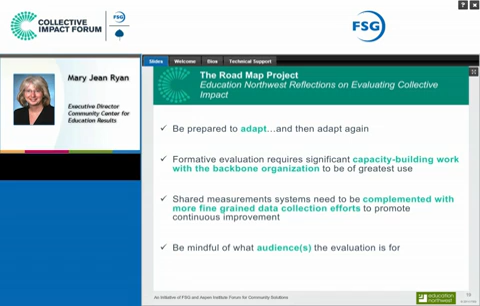 COLLECTIVE
IMPACT FORUM
FSG
FSG
Mary Jean Ryan
Executive Director
Community Center for
Education Results
Slides
Welcome
Bios
Technical Support
The Road Map Project
Education Northwest Reflections on Evaluating Collective
Impact
✓ Be prepared to adapt...and then adapt again
✓ Formative evaluation requires significant capacity-building work
with the backbone organization to be of greatest use
✓ Shared measurements systems need to be complemented with
more fine grained data collection efforts to promote
continuous improvement
✓ Be mindful of what audience(s) the evaluation is for
An Initiative of FSG and Aspen Institute Forum for Community Solutions
education
northwest